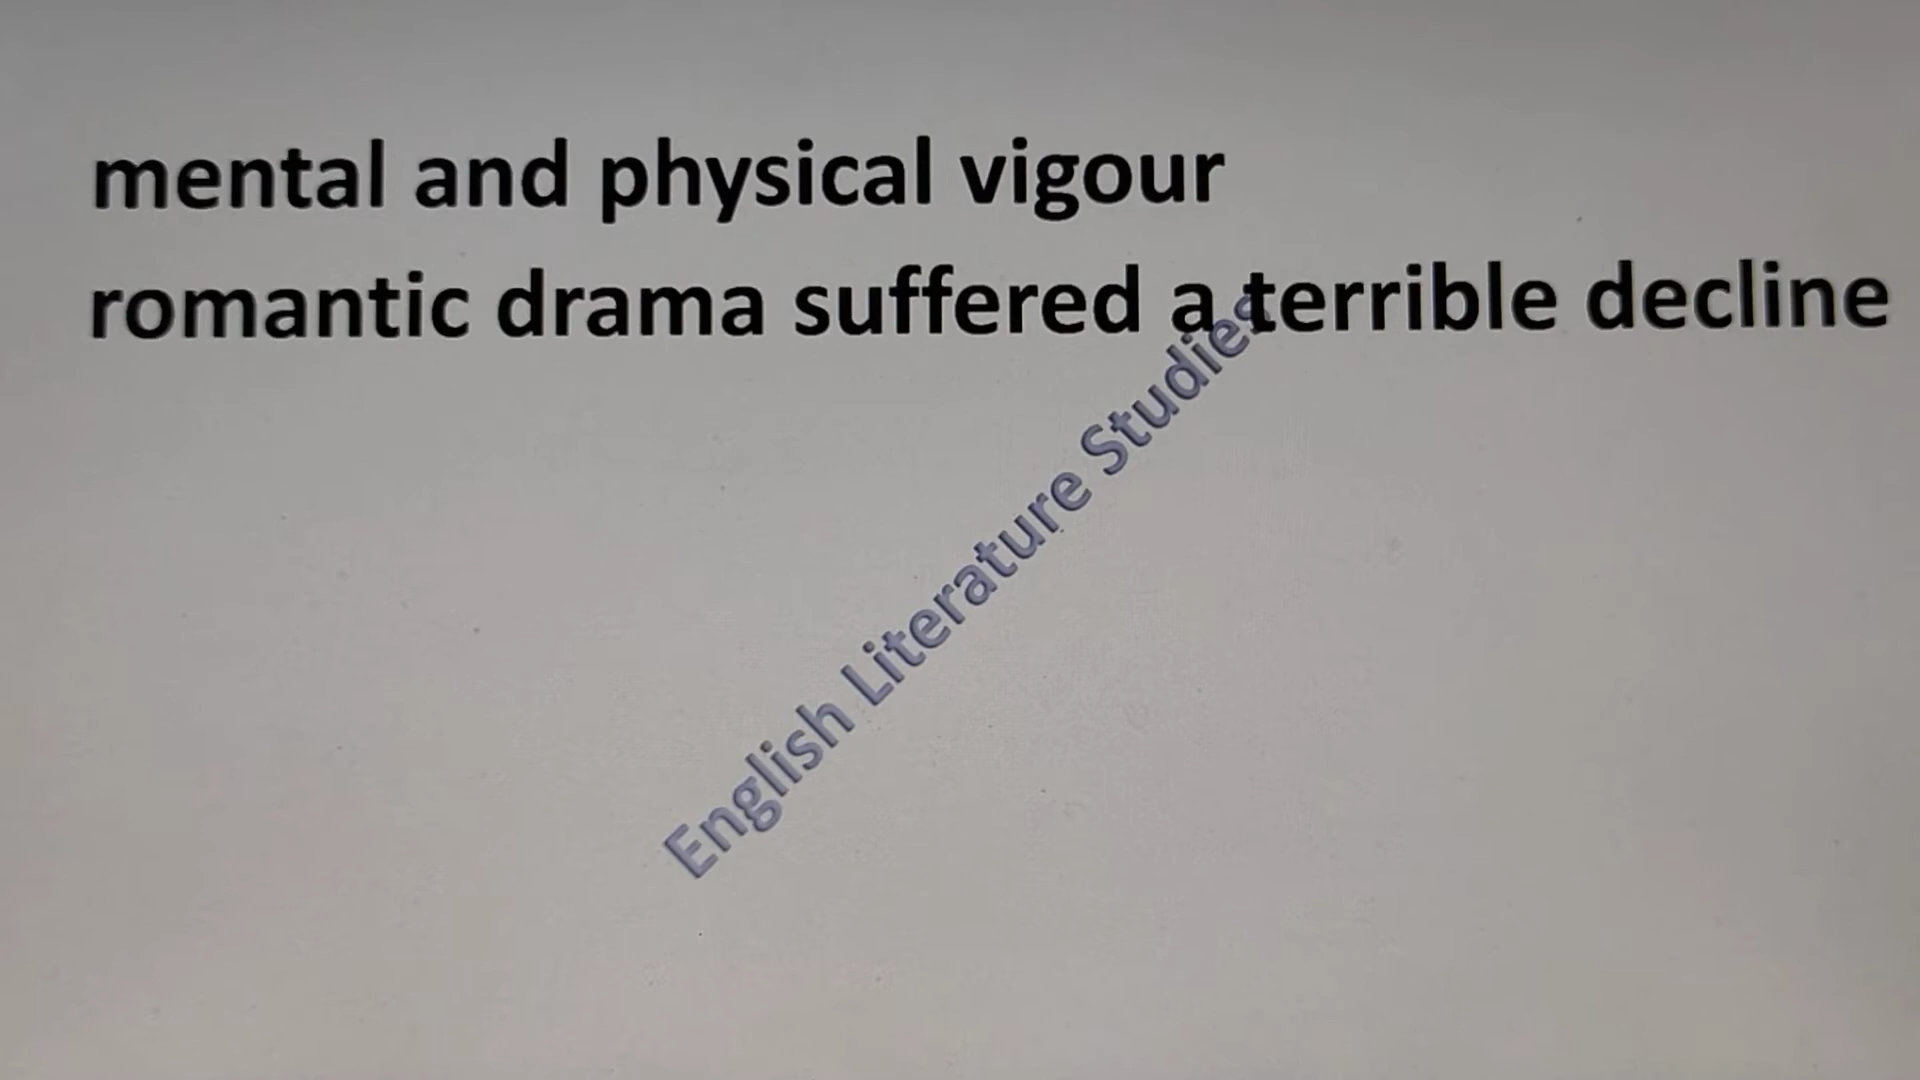 mental and physical vigour
romantic drama suffered a terrible decline
English Literature Studies